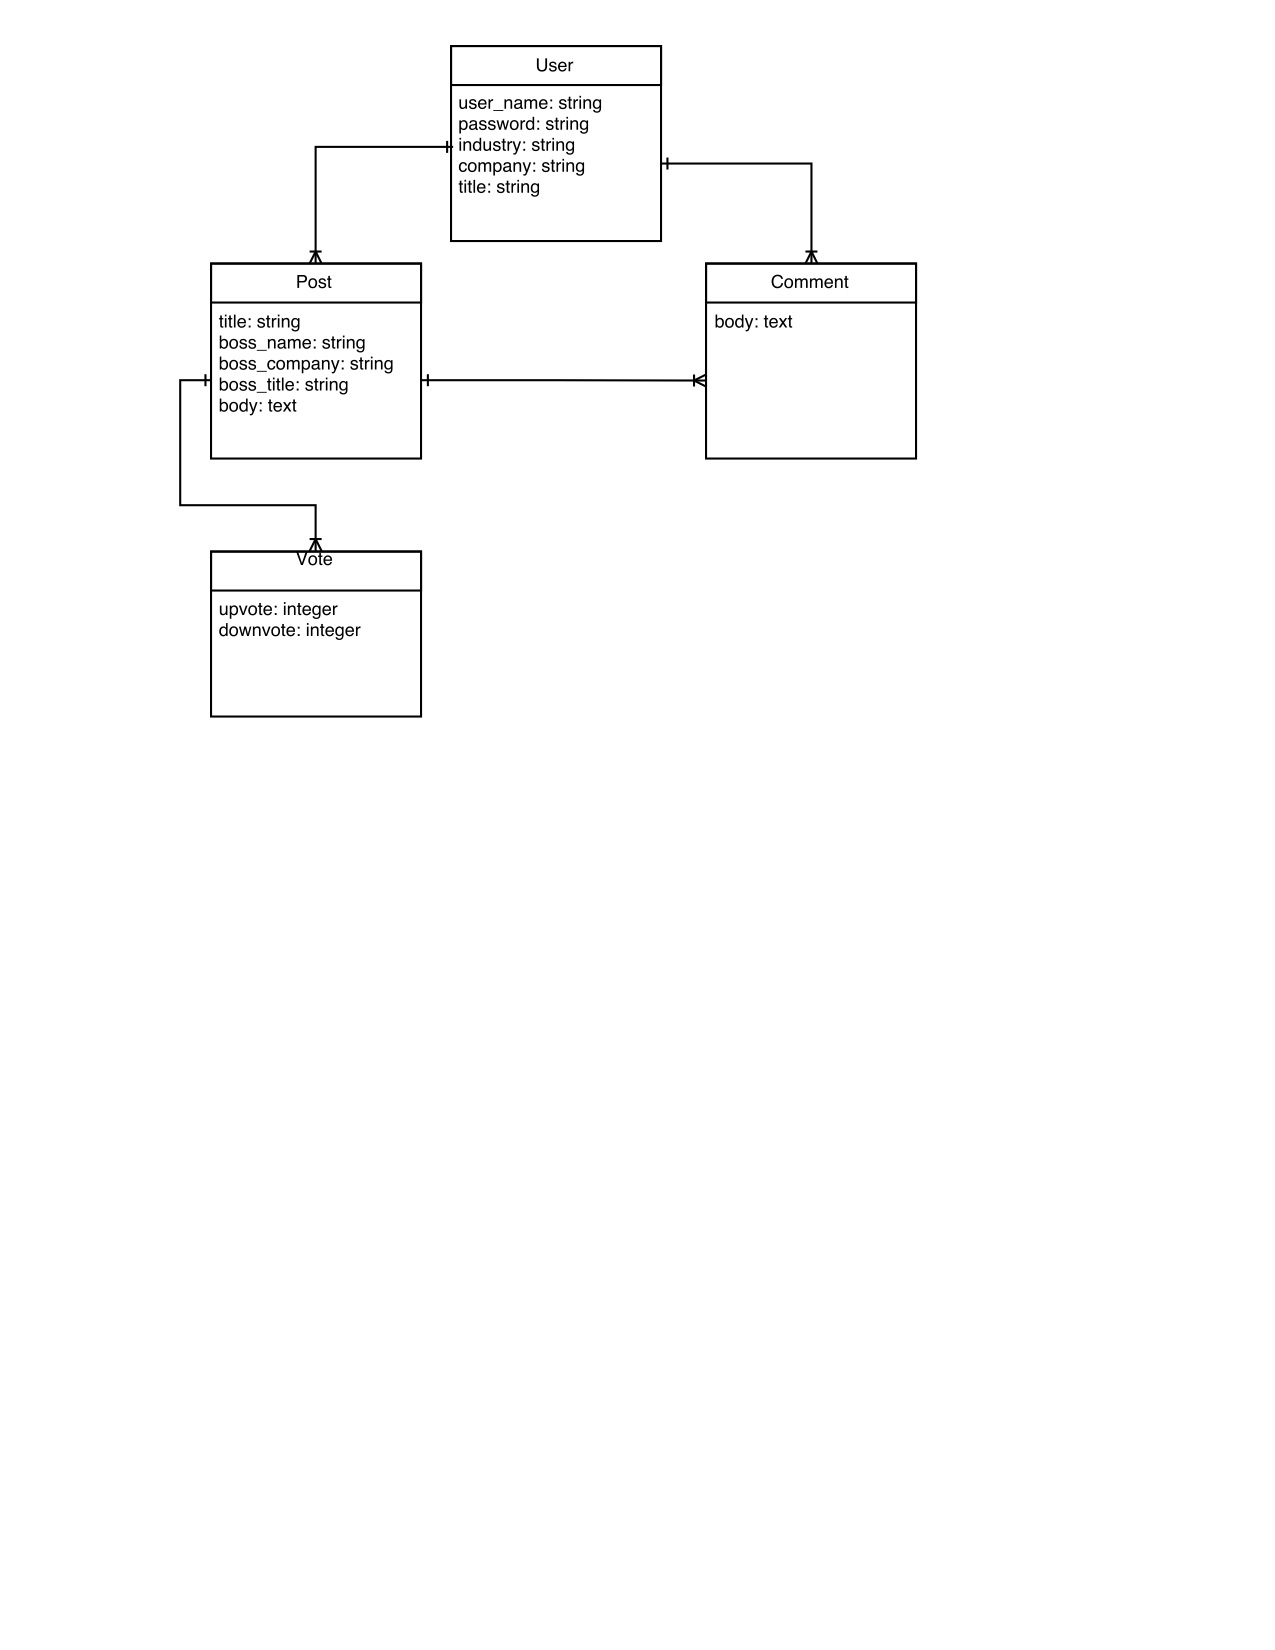 User
user_name: string
password: string
industry: string
company: string
title: string
Post
title: string
boss_name: string
boss_company: string
boss_title: string
body: text
Comment
body: text
Vote
upvote: integer
downvote: integer